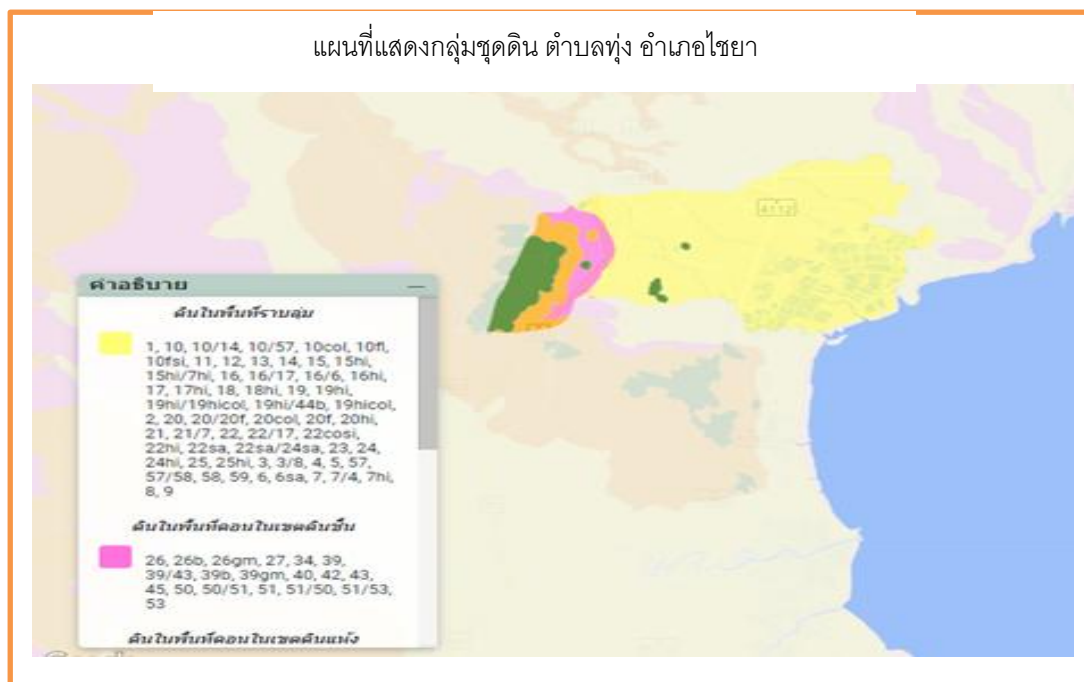 แผนที่แสดงกลุ่มชุดดิน ตำบลทุ่ง อำเภอไชยา
4112
คำอธิบาย
ดินในพื้นที่ราบลุ่ม
1, 10, 10/14, 10/57, 10col, 10fl,
10fsi, 11, 12, 13, 14, 15, 15hi,
15hi/7hi, 16, 16/17, 16/6, 16hi,
17, 17hi, 18, 18hi, 19, 19hi,
19hi/19hicol, 19hi/44b, 19hicol,
2, 20, 20/20f, 20col, 20f, 20hi,
21, 21/7, 22, 22/17, 22cosi,
22hi, 22sa, 22sa/24sa, 23, 24,
24hi, 25, 25hi, 3, 3/8, 4, 5, 57,
57/58, 58, 59, 6, 6sa, 7, 7/4, 7hi,
8, 9
ดินในพื้นที่ดอนในเขตดินชื้น
26, 26b, 26gm, 27, 34, 39,
39/43, 39b, 39gm, 40, 42, 43,
45, 50, 50/51, 51, 51/50, 51/53,
53
ดินในพื้นที่ดอนในเขตดินแห้ง